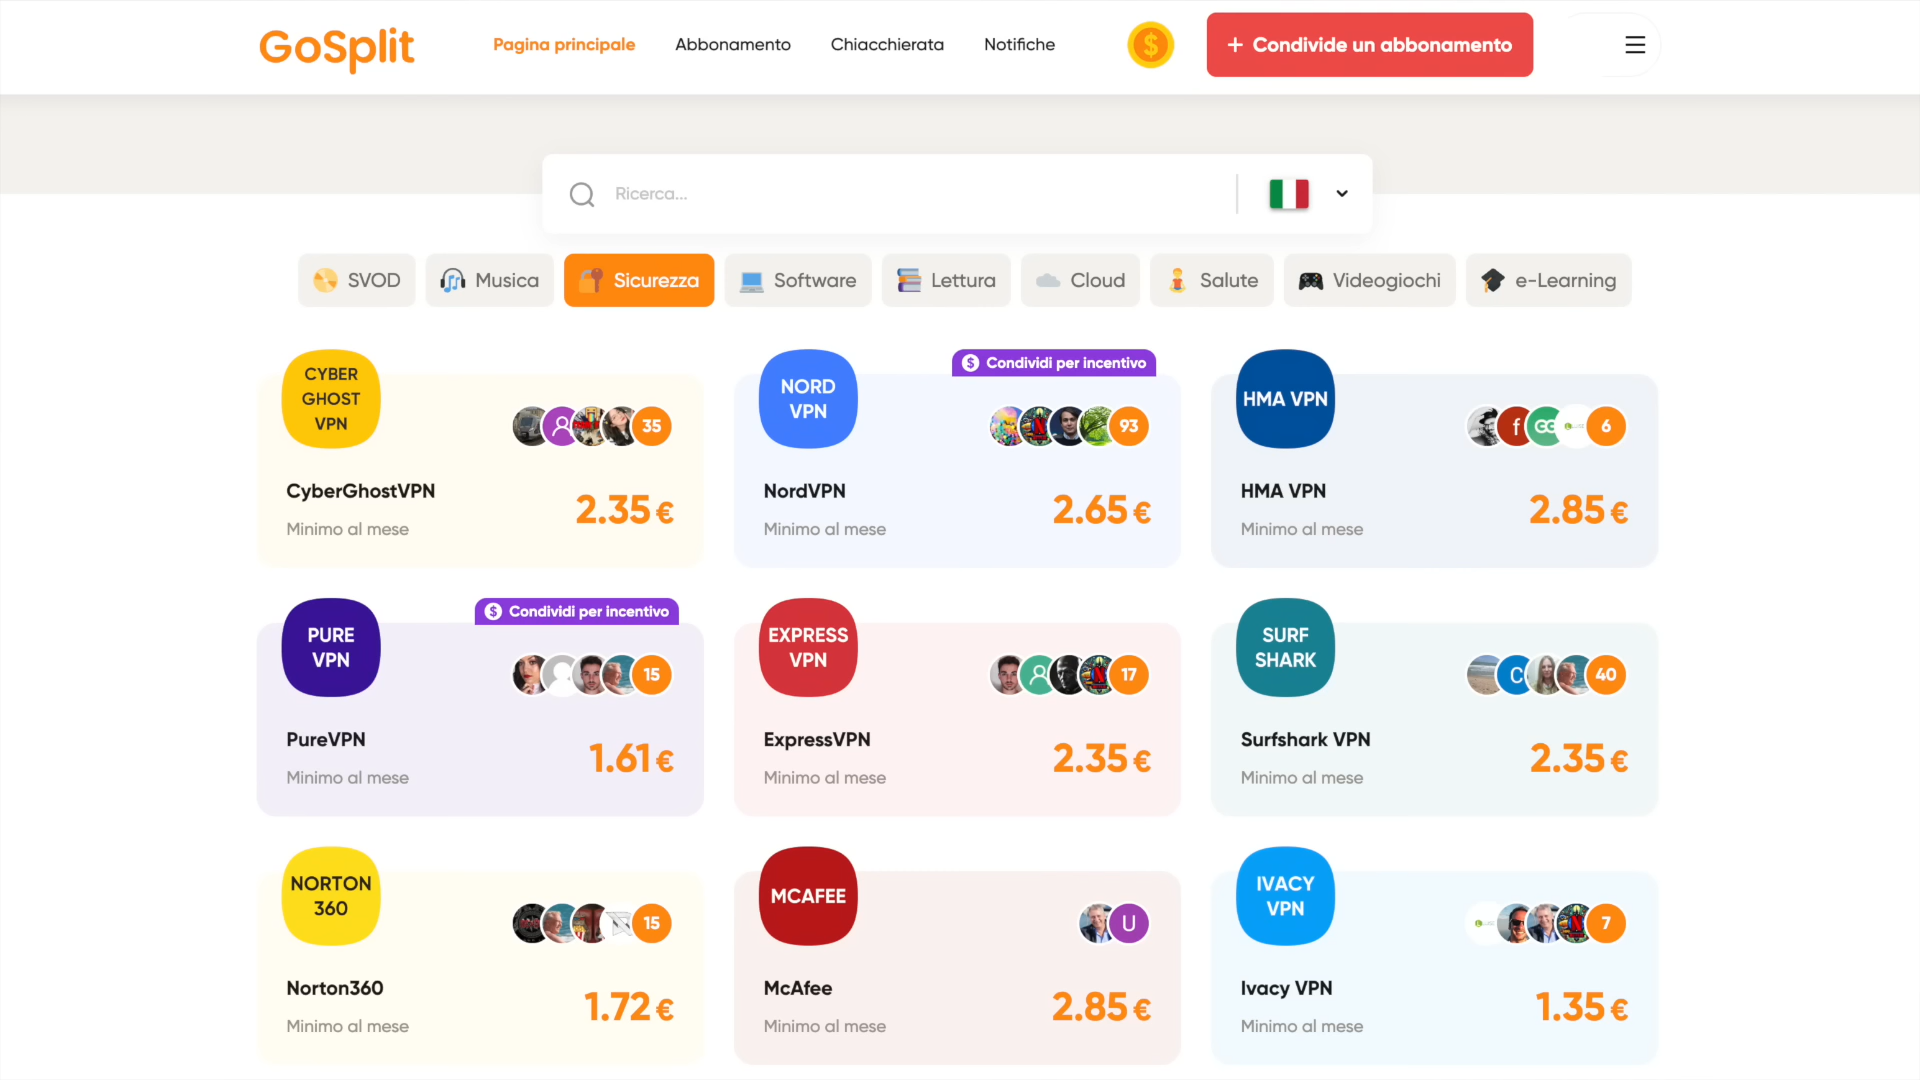 GoSplit
Pagina principale
Abbonamento
Chiacchierata
Notifiche
$
+ Condivide un abbonamento
Ricerca...
SVOD
Musica
Sicurezza
Software
Lettura
Cloud
Salute
Videogiochi
e-Learning
CYBER
GHOST
VPN
35
CyberGhostVPN
Minimo al mese
2.35 €
$ Condividi per incentivo
NORD
VPN
93
NordVPN
Minimo al mese
2.65 €
HMA VPN
f
GG
6
HMA VPN
Minimo al mese
2.85 €
$ Condividi per incentivo
PURE
VPN
15
PureVPN
Minimo al mese
1.61 €
EXPRESS
VPN
N
17
ExpressVPN
Minimo al mese
2.35 €
SURF
SHARK
C
40
Surfshark VPN
Minimo al mese
2.35 €
NORTON
360
15
Norton360
Minimo al mese
1.72 €
MCAFEE
U
McAfee
Minimo al mese
2.85 €
IVACY
VPN
N
7
Ivacy VPN
Minimo al mese
1.35 €